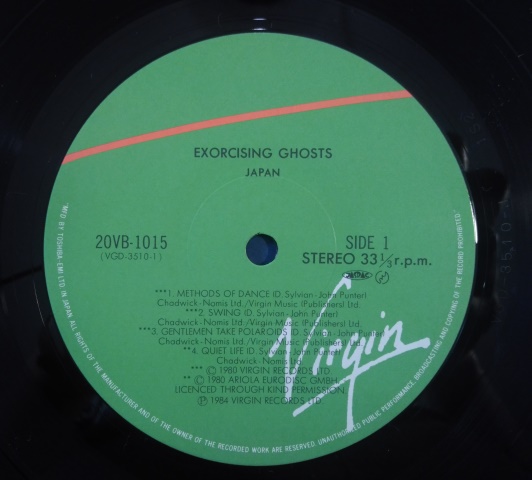 EXORCISING GHOSTS
JAPAN
20VB-1015
(VGD-3510-1)
SIDE 1
STEREO 33 1/3 r.p.m.
***1. METHODS OF DANCE (D. Sylvian-John Punter)
Chadwick-Nomis Ltd./Virgin Music (Publishers) Ltd.
***2. SWING (D. Sylvian-John Punter)
Chadwick-Nomis Ltd./Virgin Music (Publishers) Ltd.
***3. GENTLEMEN TAKE POLAROIDS (D. Sylvian-John Punter)
Chadwick-Nomis Ltd./Virgin Music (Publishers) Ltd.
**4. QUIET LIFE (D. Sylvian-John Punter)
Chadwick-Nomis Ltd.
*** © 1980 VIRGIN RECORDS LTD.
** © 1980 ARIOLA EURODISC GMBH.
LICENCED THROUGH KIND PERMISSION
℗ 1984 VIRGIN RECORDS LTD.
Virgin
"MF'D BY TOSHIBA-EMI LTD. IN JAPAN. ALL RIGHTS OF THE MANUFACTURER AND OF THE OWNER OF THE RECORDED WORK ARE RESERVED. UNAUTHORISED PUBLIC PERFORMANCE, BROADCASTING AND COPYING OF THE RECORD PROHIBITED."